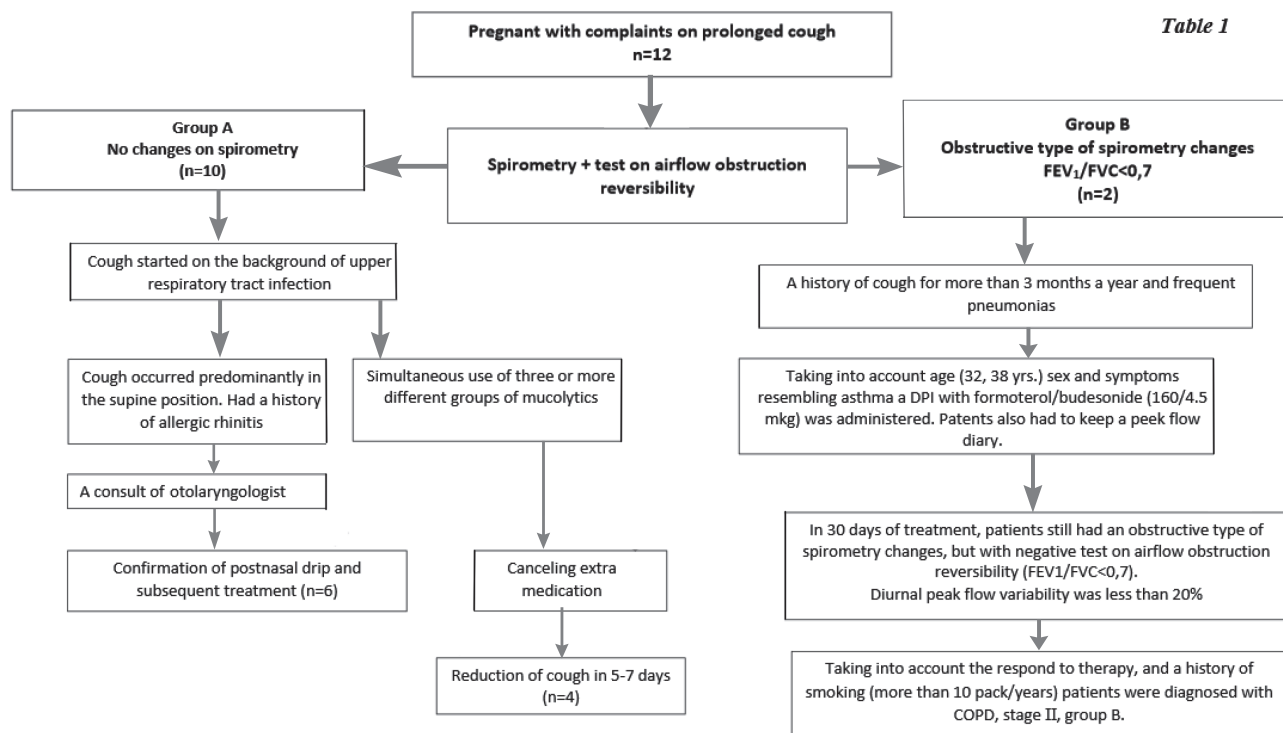 Table 1
Pregnant with complaints on prolonged cough
n=12
Group A
No changes on spirometry
(n=10)
Spirometry + test on airflow obstruction
reversibility
Group B
Obstructive type of spirometry changes
FEV₁/FVC<0,7
(n=2)
Cough started on the background of upper
respiratory tract infection
A history of cough for more than 3 months a year and frequent
pneumonias
Cough occurred predominantly in
the supine position. Had a history
of allergic rhinitis
Simultaneous use of three or more
different groups of mucolytics
Taking into account age (32, 38 yrs.) sex and symptoms
resembling asthma a DPI with formoterol/budesonide (160/4.5
mkg) was administered. Patents also had to keep a peek flow
diary.
A consult of otolaryngologist
Confirmation of postnasal drip and
subsequent treatment (n=6)
Canceling extra
medication
In 30 days of treatment, patients still had an obstructive type of
spirometry changes, but with negative test on airflow obstruction
reversibility (FEV1/FVC<0,7).
Diurnal peak flow variability was less than 20%
Reduction of cough in 5-7 days
(n=4)
Taking into account the respond to therapy, and a history of
smoking (more than 10 pack/years) patients were diagnosed with
COPD, stage II, group B.